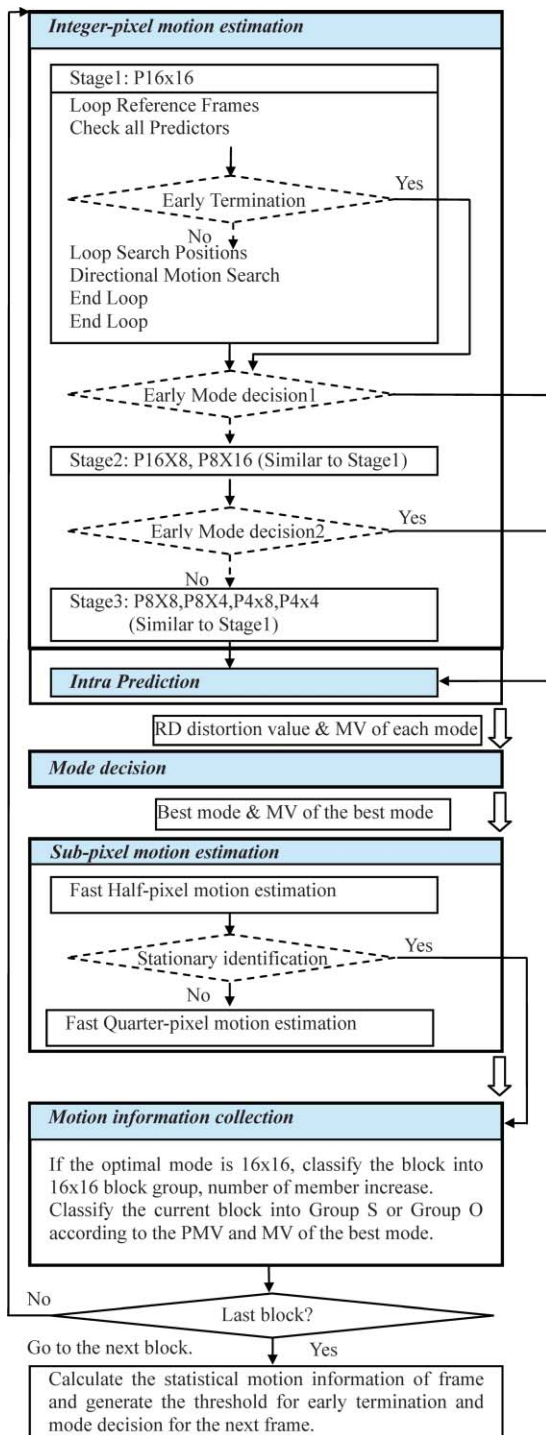 Integer-pixel motion estimation
Stage1: P16x16
Loop Reference Frames
Check all Predictors
Early Termination
Yes
No
Loop Search Positions
Directional Motion Search
End Loop
End Loop
Early Mode decision1
Stage2: P16X8, P8X16 (Similar to Stage1)
Early Mode decision2
Yes
No
Stage3: P8X8,P8X4,P4x8,P4x4
(Similar to Stage1)
Intra Prediction
RD distortion value & MV of each mode
Mode decision
Best mode & MV of the best mode
Sub-pixel motion estimation
Fast Half-pixel motion estimation
Stationary identification
Yes
No
Fast Quarter-pixel motion estimation
Motion information collection
If the optimal mode is 16x16, classify the block into
16x16 block group, number of member increase.
Classify the current block into Group S or Group O
according to the PMV and MV of the best mode.
No
Last block?
Go to the next block.
Yes
Calculate the statistical motion information of frame
and generate the threshold for early termination and
mode decision for the next frame.